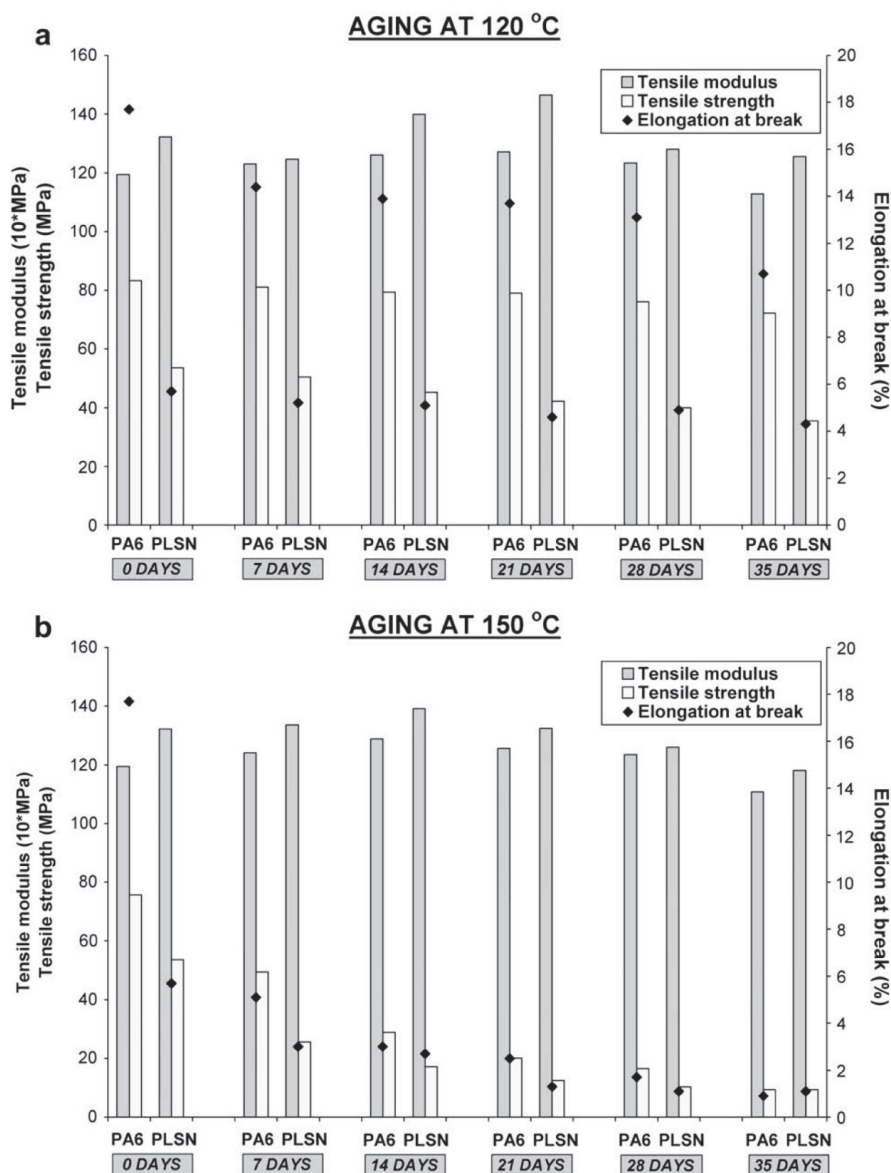 a
AGING AT 120 °C
160
140
120
100
80
60
40
20
0
Tensile modulus (10*MPa)
Tensile strength (MPa)
20
18
16
14
12
10
8
6
4
2
0
Elongation at break (%)
Tensile modulus
Tensile strength
Elongation at break
PA6 PLSN PA6 PLSN PA6 PLSN PA6 PLSN PA6 PLSN PA6 PLSN
0 DAYS 7 DAYS 14 DAYS 21 DAYS 28 DAYS 35 DAYS
b
AGING AT 150 °C
160
140
120
100
80
60
40
20
0
Tensile modulus (10*MPa)
Tensile strength (MPa)
20
18
16
14
12
10
8
6
4
2
0
Elongation at break (%)
Tensile modulus
Tensile strength
Elongation at break
PA6 PLSN PA6 PLSN PA6 PLSN PA6 PLSN PA6 PLSN PA6 PLSN
0 DAYS 7 DAYS 14 DAYS 21 DAYS 28 DAYS 35 DAYS